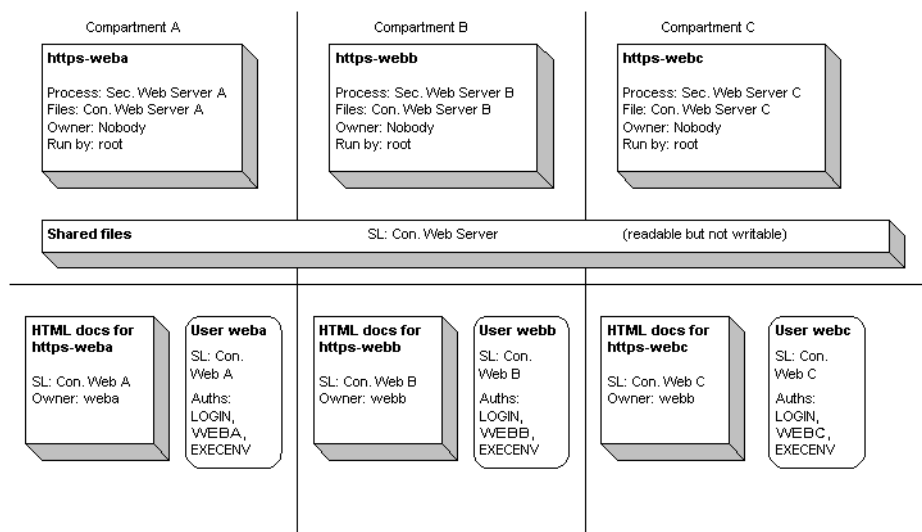 Compartment A
Compartment B
Compartment C
https-weba
Process: Sec. Web Server A
Files: Con. Web Server A
Owner: Nobody
Run by: root
https-webb
Process: Sec. Web Server B
Files: Con. Web Server B
Owner: Nobody
Run by: root
https-webc
Process: Sec. Web Server C
File: Con. Web Server C
Owner: Nobody
Run by: root
Shared files SL: Con. Web Server (readable but not writable)
HTML docs for
https-weba
SL: Con. Web A
Owner: weba
User weba
SL: Con.
Web A
Auths:
LOGIN,
WEBA,
EXECENV
HTML docs for
https-webb
SL: Con. Web B
Owner: webb
User webb
SL: Con.
Web B
Auths:
LOGIN,
WEBB,
EXECENV
HTML docs for
https-webc
SL: Con. Web C
Owner: webb
User webc
SL: Con.
Web C
Auths:
LOGIN,
WEBC,
EXECENV